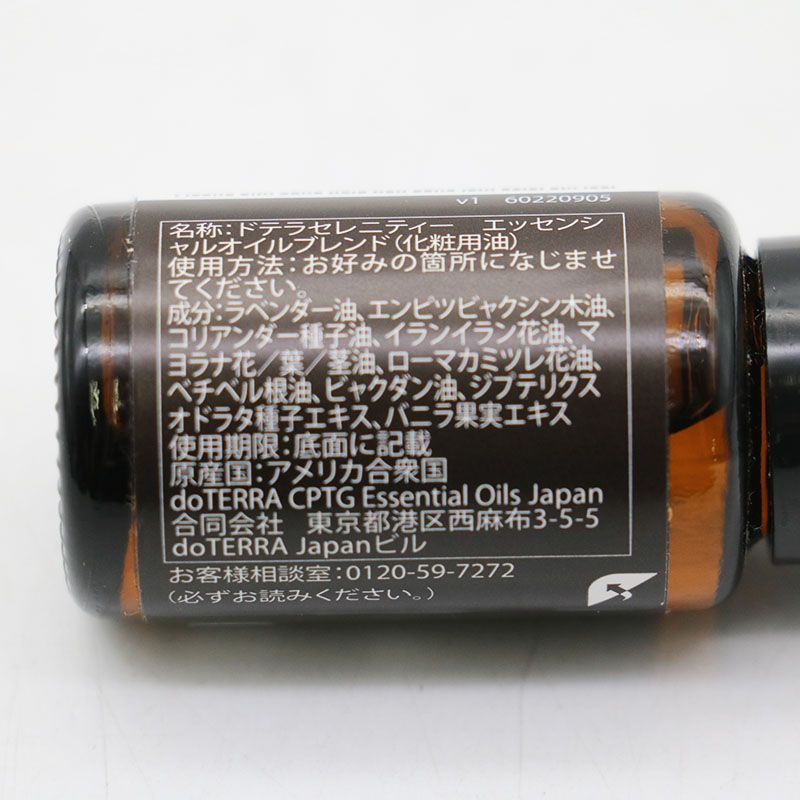 v1 60220905
名称：ドテラセレニティー エッセンシ
ャルオイルブレンド（化粧用油）
使用方法：お好みの箇所になじませ
てください。
成分：ラベンダー油、エンピツビャクシン木油、
コリアンダー種子油、イランイラン花油、マ
ヨラナ花／葉／茎油、ローマカミツレ花油、
ベチベル根油、ビャクダン油、ジプテリクス
オドラタ種子エキス、バニラ果実エキス
使用期限：底面に記載
原産国：アメリカ合衆国
doTERRA CPTG Essential Oils Japan
合同会社 東京都港区西麻布3-5-5
doTERRA Japanビル
お客様相談室：0120-59-7272
（必ずお読みください。）